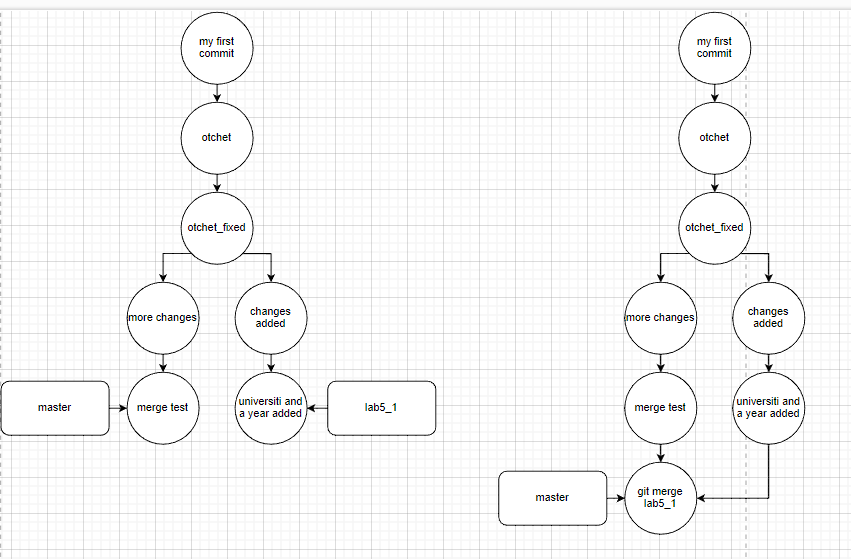 my first
commit
otchet
otchet_fixed
more changes
changes
added
master
merge test
universiti and
a year added
lab5_1
my first
commit
otchet
otchet_fixed
more changes
changes
added
merge test
universiti and
a year added
master
git merge
lab5_1